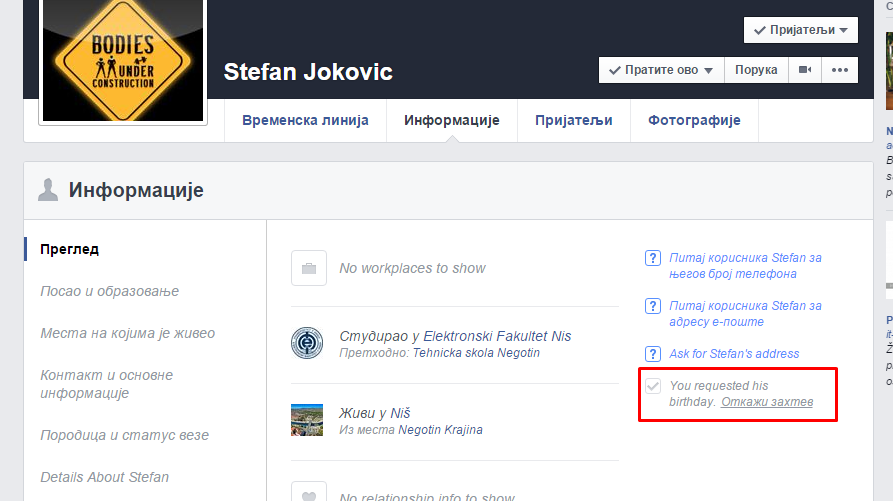 BODIES
UNDER
CONSTRUCTION
Stefan Jokovic
Пријатељи
Пратите ово
Порука
Временска линија
Информације
Пријатељи
Фотографије
Информације
Преглед
Посао и образовање
Места на којима је живео
Контакт и основне
информације
Породица и статус везе
Details About Stefan
No workplaces to show
Студирао у Elektronski Fakultet Nis
Претходно: Tehnicka skola Negotin
Живи у Niš
Из места Negotin Krajina
No relationship info to show
Питај корисника Stefan за
његов број телефона
Питај корисника Stefan за
адресу е-поште
Ask for Stefan's address
You requested his
birthday. Откажи захтев